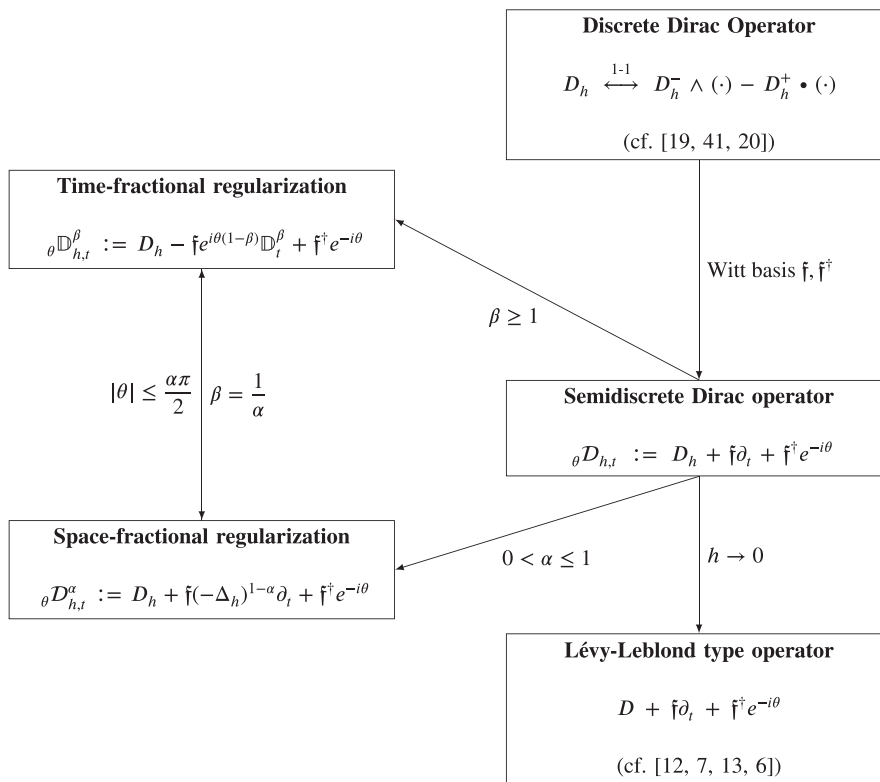 Discrete Dirac Operator
D_h ⟷^{1-1} D_h^- ∧ (·) − D_h^+ • (·)
(cf. [19, 41, 20])
Time-fractional regularization
_θ𝔻_{h,t}^β := D_h − 𝔣e^{iθ(1−β)}𝔻_t^β + 𝔣^†e^{−iθ}
Witt basis 𝔣, 𝔣^†
β ≥ 1
|θ| ≤ απ/2
β = 1/α
Semidiscrete Dirac operator
_θ𝒟_{h,t} := D_h + 𝔣∂_t + 𝔣^†e^{−iθ}
Space-fractional regularization
_θ𝒟_{h,t}^α := D_h + 𝔣(−Δ_h)^{1−α}∂_t + 𝔣^†e^{−iθ}
0 < α ≤ 1
h → 0
Lévy-Leblond type operator
D + 𝔣∂_t + 𝔣^†e^{−iθ}
(cf. [12, 7, 13, 6])